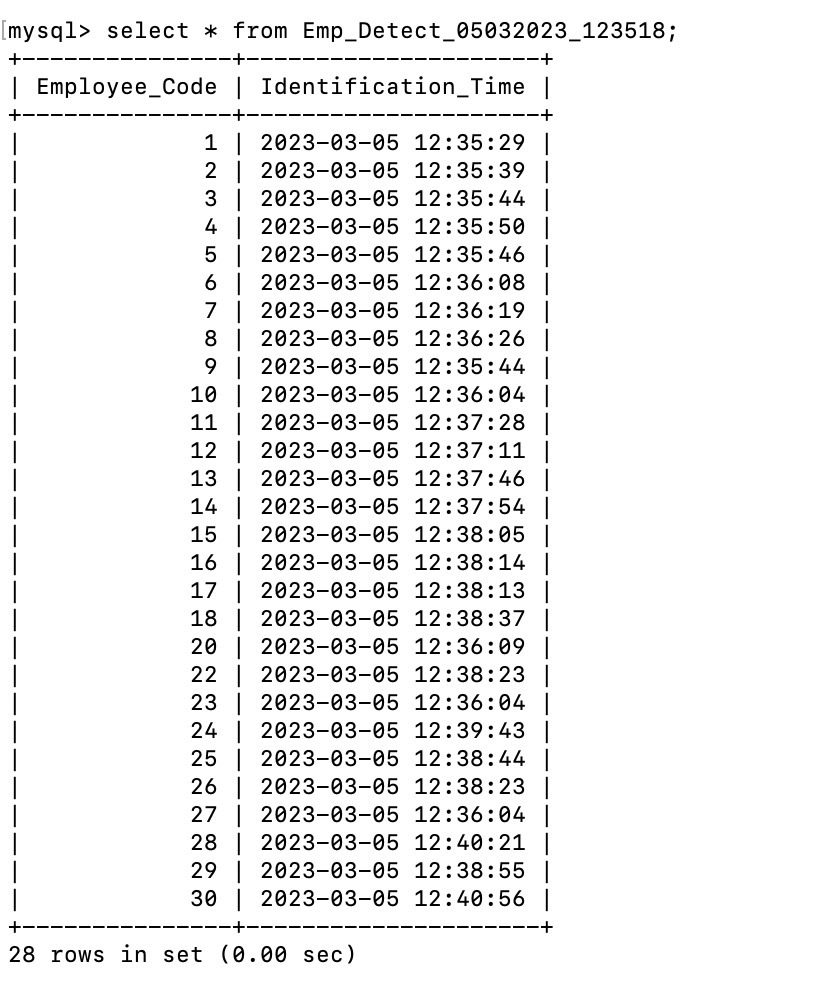 [mysql> select * from Emp_Detect_05032023_123518;
+---------------+---------------------+
| Employee_Code | Identification_Time |
+---------------+---------------------+
|             1 | 2023-03-05 12:35:29 |
|             2 | 2023-03-05 12:35:39 |
|             3 | 2023-03-05 12:35:44 |
|             4 | 2023-03-05 12:35:50 |
|             5 | 2023-03-05 12:35:46 |
|             6 | 2023-03-05 12:36:08 |
|             7 | 2023-03-05 12:36:19 |
|             8 | 2023-03-05 12:36:26 |
|             9 | 2023-03-05 12:35:44 |
|            10 | 2023-03-05 12:36:04 |
|            11 | 2023-03-05 12:37:28 |
|            12 | 2023-03-05 12:37:11 |
|            13 | 2023-03-05 12:37:46 |
|            14 | 2023-03-05 12:37:54 |
|            15 | 2023-03-05 12:38:05 |
|            16 | 2023-03-05 12:38:14 |
|            17 | 2023-03-05 12:38:13 |
|            18 | 2023-03-05 12:38:37 |
|            20 | 2023-03-05 12:36:09 |
|            22 | 2023-03-05 12:38:23 |
|            23 | 2023-03-05 12:36:04 |
|            24 | 2023-03-05 12:39:43 |
|            25 | 2023-03-05 12:38:44 |
|            26 | 2023-03-05 12:38:23 |
|            27 | 2023-03-05 12:36:04 |
|            28 | 2023-03-05 12:40:21 |
|            29 | 2023-03-05 12:38:55 |
|            30 | 2023-03-05 12:40:56 |
+---------------+---------------------+
28 rows in set (0.00 sec)